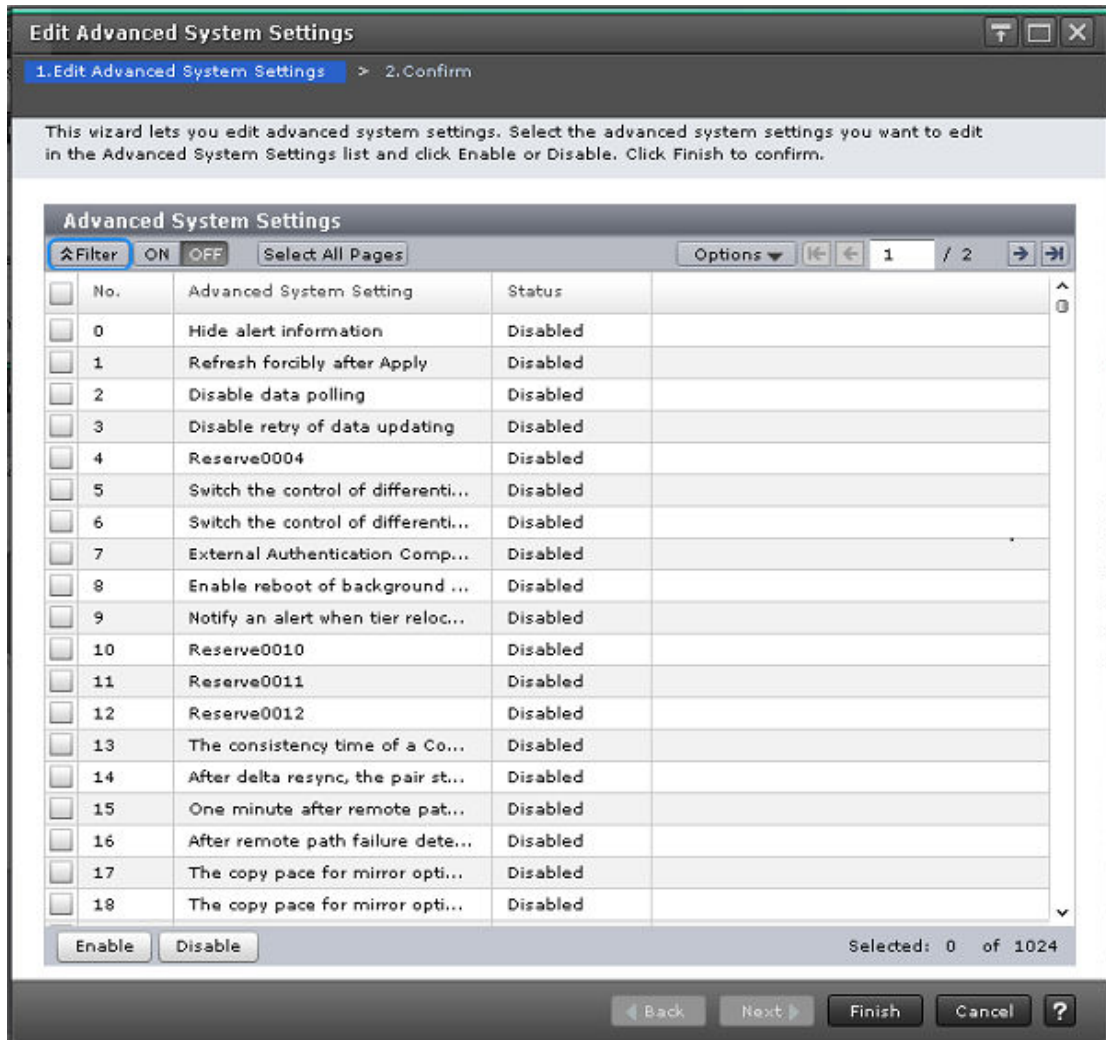 Edit Advanced System Settings
1.Edit Advanced System Settings > 2.Confirm
This wizard lets you edit advanced system settings. Select the advanced system settings you want to edit
in the Advanced System Settings list and click Enable or Disable. Click Finish to confirm.
Advanced System Settings
Filter ON OFF Select All Pages Options 1 / 2
No. Advanced System Setting Status
0 Hide alert information Disabled
1 Refresh forcibly after Apply Disabled
2 Disable data polling Disabled
3 Disable retry of data updating Disabled
4 Reserve0004 Disabled
5 Switch the control of differenti... Disabled
6 Switch the control of differenti... Disabled
7 External Authentication Comp... Disabled
8 Enable reboot of background ... Disabled
9 Notify an alert when tier reloc... Disabled
10 Reserve0010 Disabled
11 Reserve0011 Disabled
12 Reserve0012 Disabled
13 The consistency time of a Co... Disabled
14 After delta resync, the pair st... Disabled
15 One minute after remote pat... Disabled
16 After remote path failure dete... Disabled
17 The copy pace for mirror opti... Disabled
18 The copy pace for mirror opti... Disabled
Enable Disable Selected: 0 of 1024
Back Next Finish Cancel ?